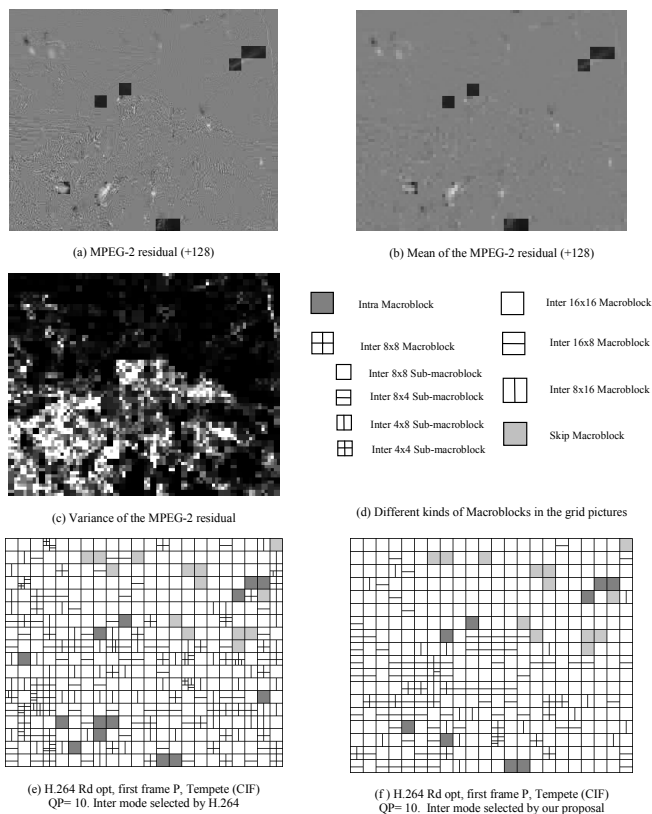 (a) MPEG-2 residual (+128)
(b) Mean of the MPEG-2 residual (+128)
Intra Macroblock
Inter 16x16 Macroblock
Inter 8x8 Macroblock
Inter 16x8 Macroblock
Inter 8x8 Sub-macroblock
Inter 8x4 Sub-macroblock
Inter 8x16 Macroblock
Inter 4x8 Sub-macroblock
Skip Macroblock
Inter 4x4 Sub-macroblock
(c) Variance of the MPEG-2 residual
(d) Different kinds of Macroblocks in the grid pictures
(e) H.264 Rd opt, first frame P, Tempete (CIF)
QP= 10. Inter mode selected by H.264
(f ) H.264 Rd opt, first frame P, Tempete (CIF)
QP= 10.  Inter mode selected by our proposal